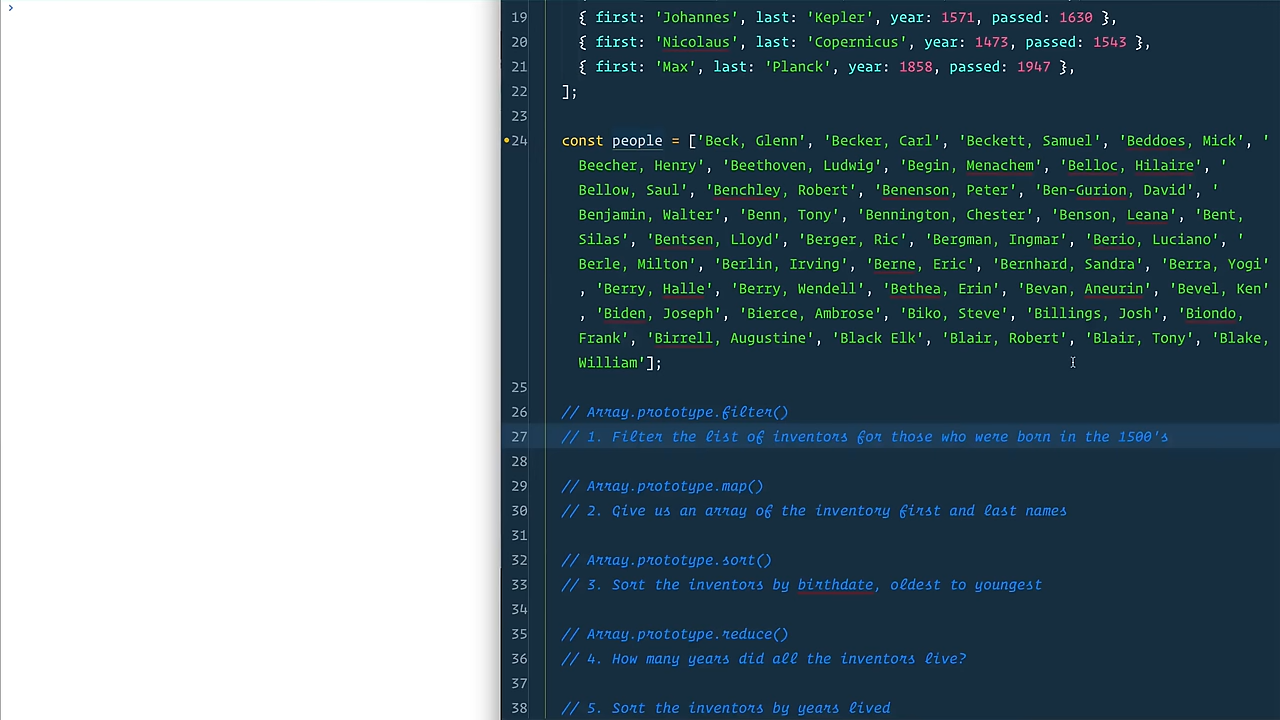 ›
19 { first: 'Johannes', last: 'Kepler', year: 1571, passed: 1630 },
20 { first: 'Nicolaus', last: 'Copernicus', year: 1473, passed: 1543 },
21 { first: 'Max', last: 'Planck', year: 1858, passed: 1947 },
22 ];
23
24 const people = ['Beck, Glenn', 'Becker, Carl', 'Beckett, Samuel', 'Beddoes, Mick', '
Beecher, Henry', 'Beethoven, Ludwig', 'Begin, Menachem', 'Belloc, Hilaire', '
Bellow, Saul', 'Benchley, Robert', 'Benenson, Peter', 'Ben-Gurion, David', '
Benjamin, Walter', 'Benn, Tony', 'Bennington, Chester', 'Benson, Leana', 'Bent,
Silas', 'Bentsen, Lloyd', 'Berger, Ric', 'Bergman, Ingmar', 'Berio, Luciano', '
Berle, Milton', 'Berlin, Irving', 'Berne, Eric', 'Bernhard, Sandra', 'Berra, Yogi'
, 'Berry, Halle', 'Berry, Wendell', 'Bethea, Erin', 'Bevan, Aneurin', 'Bevel, Ken'
, 'Biden, Joseph', 'Bierce, Ambrose', 'Biko, Steve', 'Billings, Josh', 'Biondo,
Frank', 'Birrell, Augustine', 'Black Elk', 'Blair, Robert', 'Blair, Tony', 'Blake,
William'];
25
26 // Array.prototype.filter()
27 // 1. Filter the list of inventors for those who were born in the 1500's
28
29 // Array.prototype.map()
30 // 2. Give us an array of the inventory first and last names
31
32 // Array.prototype.sort()
33 // 3. Sort the inventors by birthdate, oldest to youngest
34
35 // Array.prototype.reduce()
36 // 4. How many years did all the inventors live?
37
38 // 5. Sort the inventors by years lived